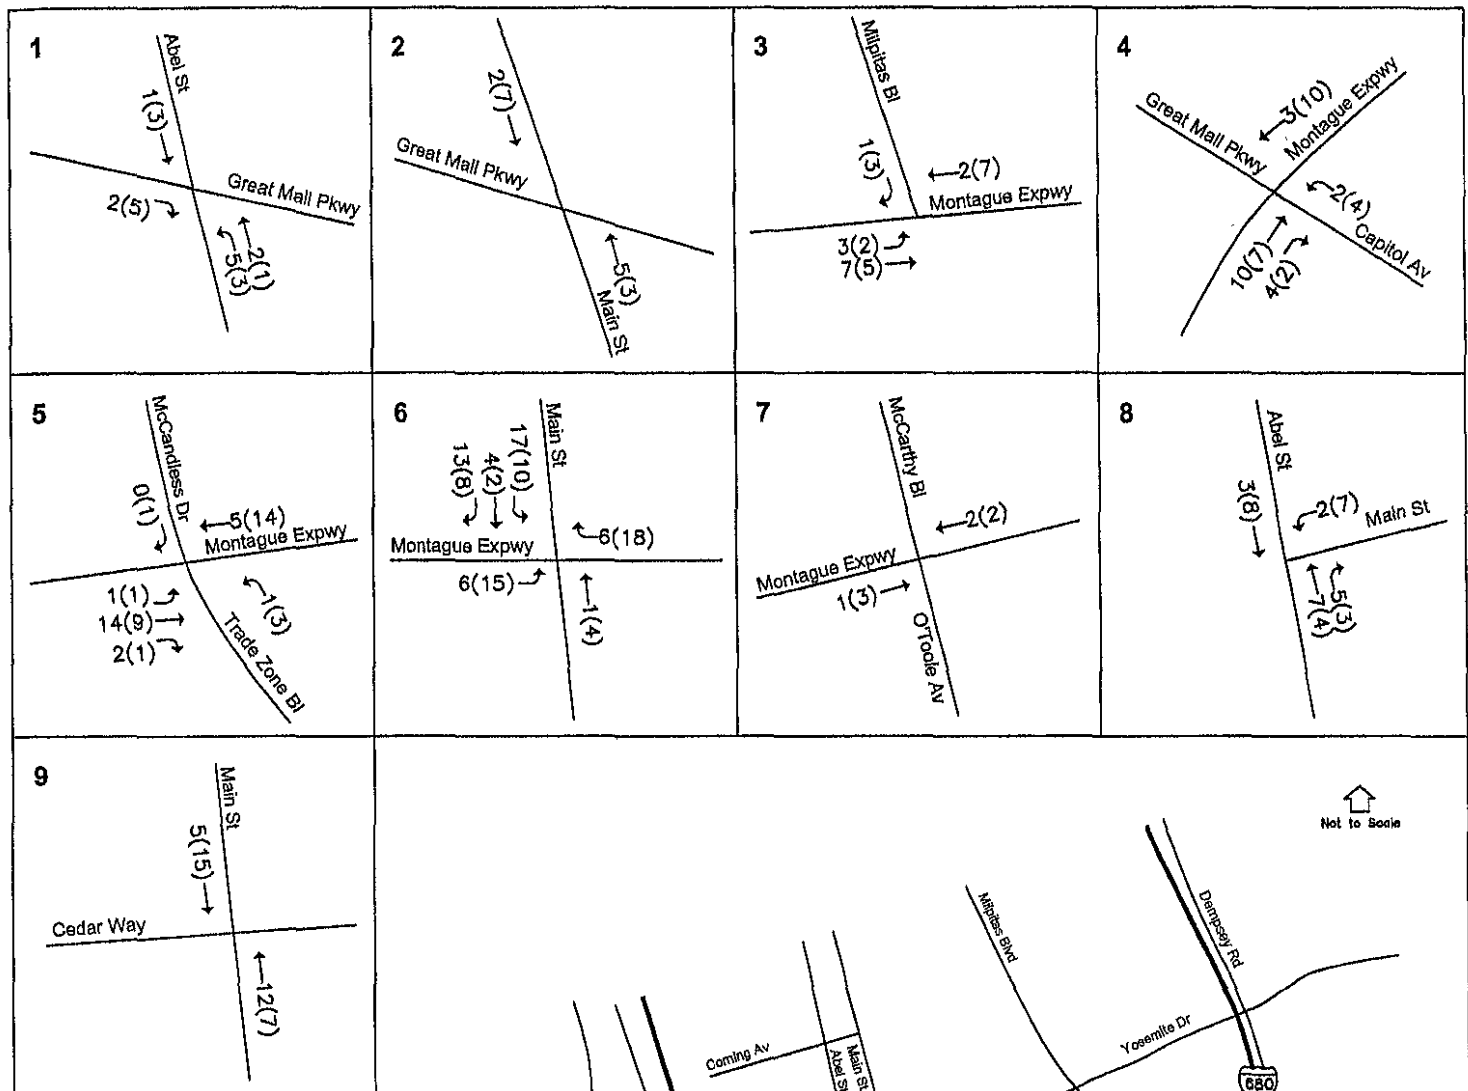 1
Abel St
1(3)
Great Mall Pkwy
2(5)
2(1)
5(3)
2
2(7)
Great Mall Pkwy
5(3)
Main St
3
Milpitas Bl
1(3)
2(7)
Montague Expwy
3(2)
7(5)
4
3(10)
Great Mall Pkwy
Montague Expwy
2(4)
Capitol Av
10(7)
4(2)
5
McCandless Dr
0(1)
5(14)
Montague Expwy
1(1)
14(9)
2(1)
1(3)
Trade Zone Bl
6
Main St
17(10)
4(2)
13(8)
Montague Expwy
6(18)
6(15)
1(4)
7
McCarthy Bl
2(2)
Montague Expwy
1(3)
O'Toole Av
8
Abel St
3(8)
2(7)
Main St
5(3)
7(4)
9
Main St
5(15)
Cedar Way
12(7)
Not to Scale
Milpitas Blvd
Dempsey Rd
Yosemite Dr
Corning Av
Main St
Abel St
680